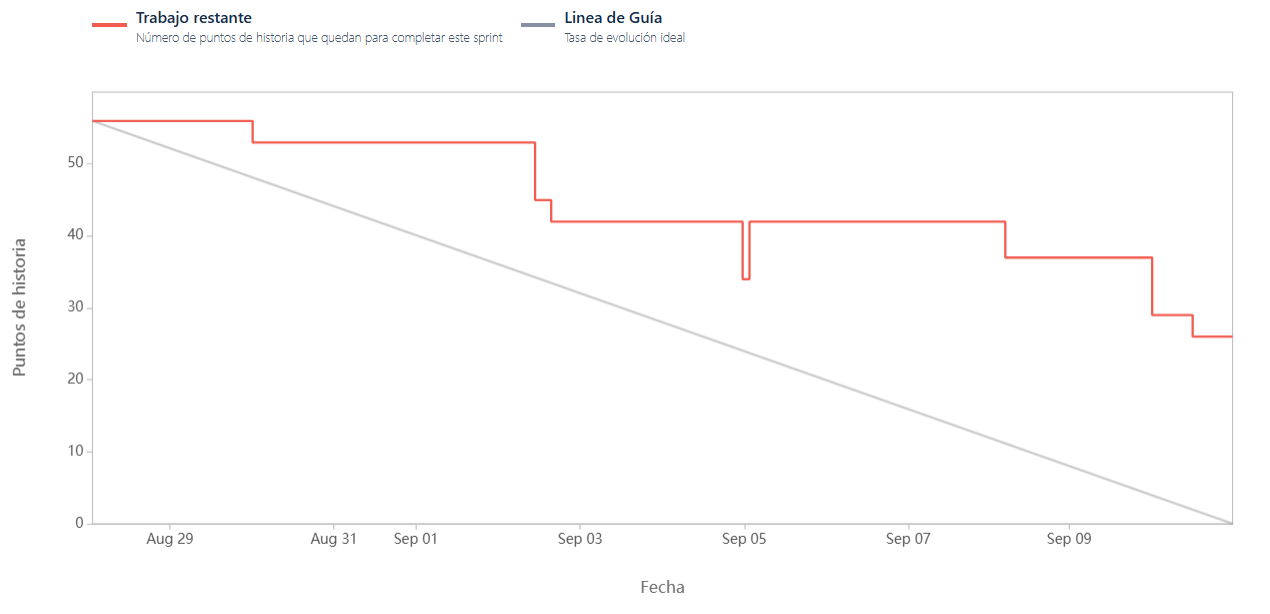 Trabajo restante
Número de puntos de historia que quedan para completar este sprint
Linea de Guía
Tasa de evolución ideal
Puntos de historia
50
40
30
20
10
0
Aug 29 Aug 31 Sep 01 Sep 03 Sep 05 Sep 07 Sep 09
Fecha